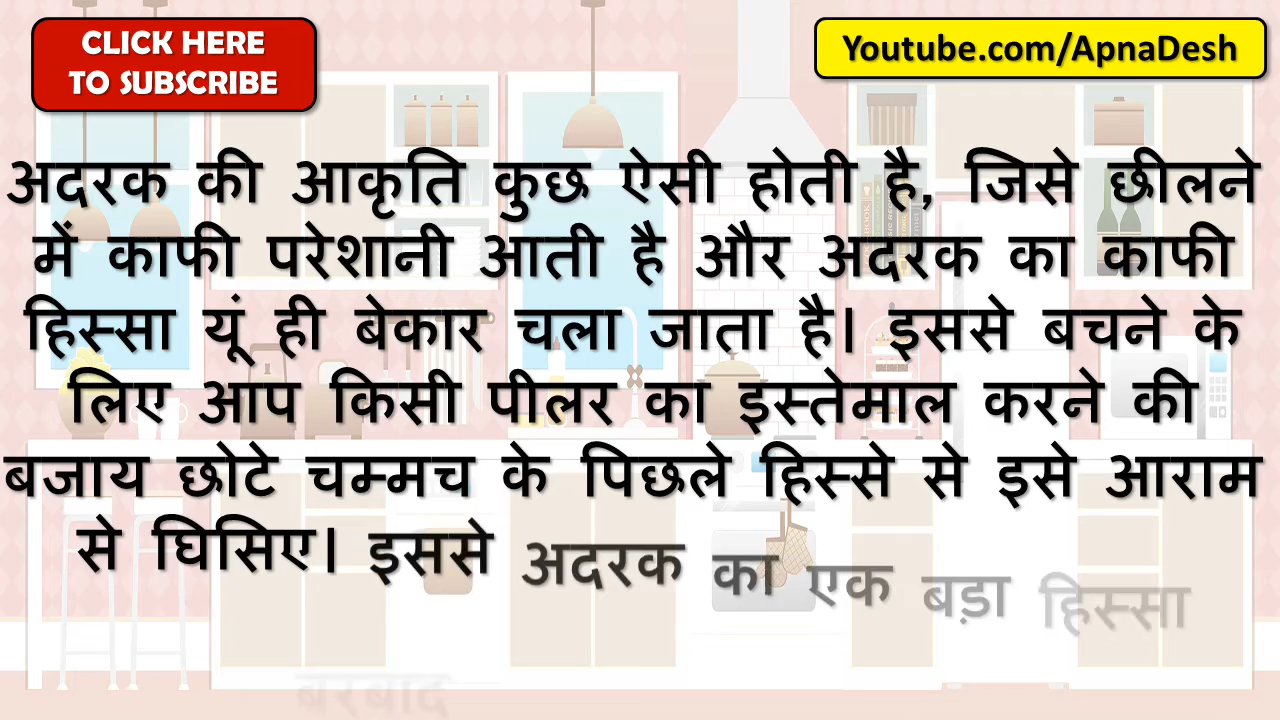 CLICK HERE
TO SUBSCRIBE
Youtube.com/ApnaDesh
अदरक की आकृति कुछ ऐसी होती है, जिसे छीलने
में काफी परेशानी आती है और अदरक का काफी
हिस्सा यूं ही बेकार चला जाता है। इससे बचने के
लिए आप किसी पीलर का इस्तेमाल करने की
बजाय छोटे चम्मच के पिछले हिस्से से इसे आराम
से घिसिए। इससे अदरक का एक बड़ा हिस्सा
बरबाद